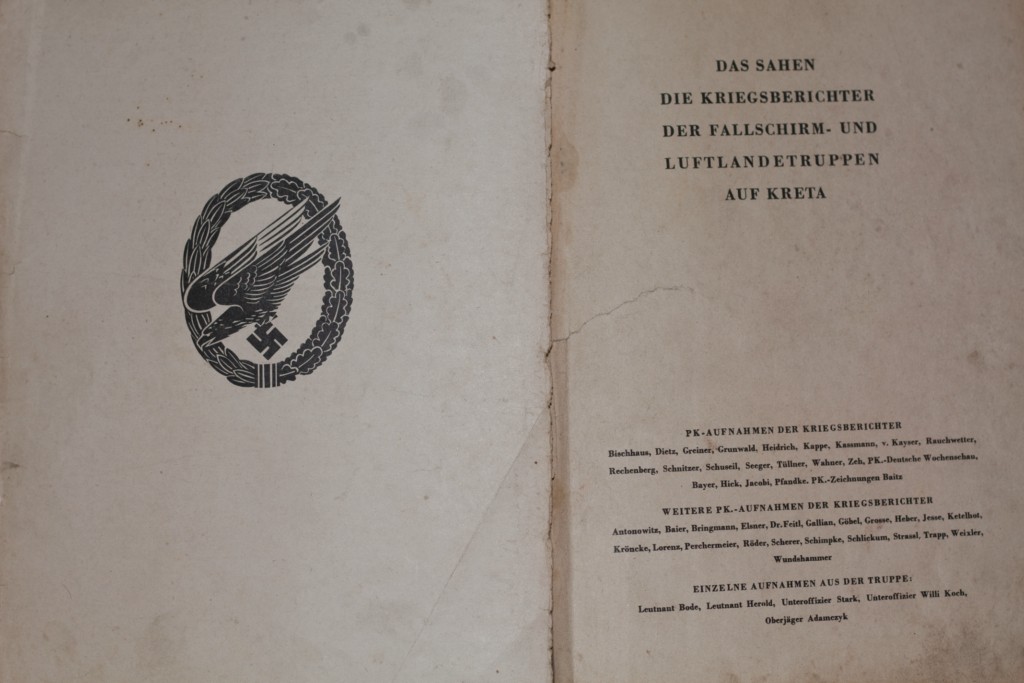 DAS SAHEN
DIE KRIEGSBERICHTER
DER FALLSCHIRM- UND
LUFTLANDETRUPPEN
AUF KRETA
PK-AUFNAHMEN DER KRIEGSBERICHTER
Bischhaus, Dietz, Greiner, Grunwald, Heidrich, Kappe, Kassmann, v. Kayser, Rauchwetter,
Rechenberg, Schnitzer, Schuseil, Seeger, Tüllner, Wahner, Zeh, PK.-Deutsche Wochenschau,
Bayer, Hick, Jacobi, Pfandke. PK.-Zeichnungen Baitz
WEITERE PK.-AUFNAHMEN DER KRIEGSBERICHTER
Antonowitz, Baier, Bringmann, Elsner, Dr. Feitl, Gallian, Göbel, Grosse, Heber, Jesse, Ketelhot,
Kröncke, Lorenz, Perchermeier, Röder, Scherer, Schimpke, Schlickum, Strassl, Trapp, Weixler,
Wundshammer
EINZELNE AUFNAHMEN AUS DER TRUPPE:
Leutnant Bode, Leutnant Herold, Unteroffizier Stark, Unteroffizier Willi Koch,
Oberjäger Adamczyk